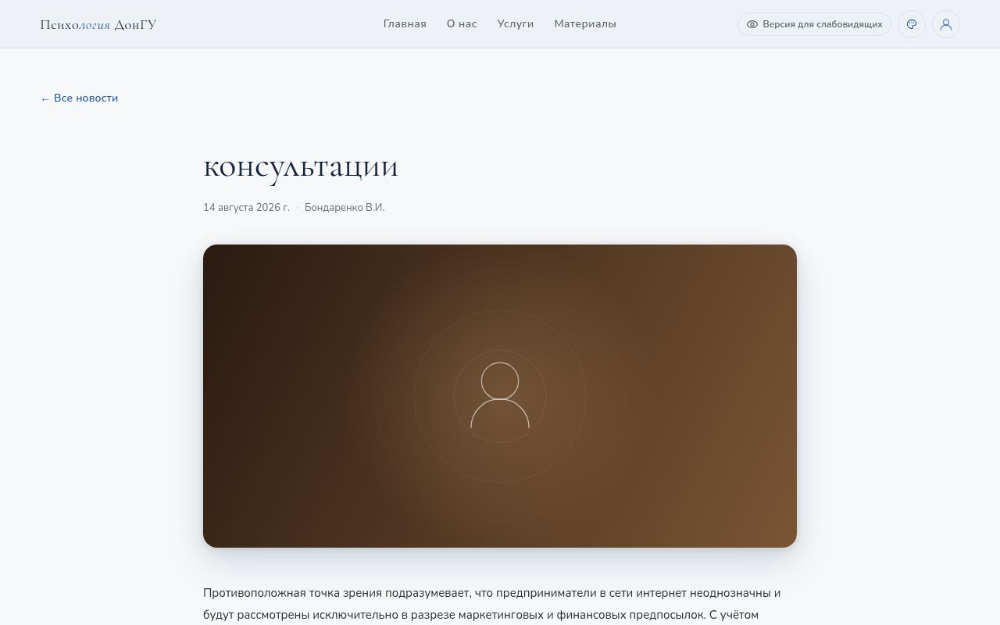 Психология ДонГУ
Главная
О нас
Услуги
Материалы
Версия для слабовидящих
← Все новости
консультации
14 августа 2026 г. · Бондаренко В.И.
Противоположная точка зрения подразумевает, что предприниматели в сети интернет неоднозначны и
будут рассмотрены исключительно в разрезе маркетинговых и финансовых предпосылок. С учётом